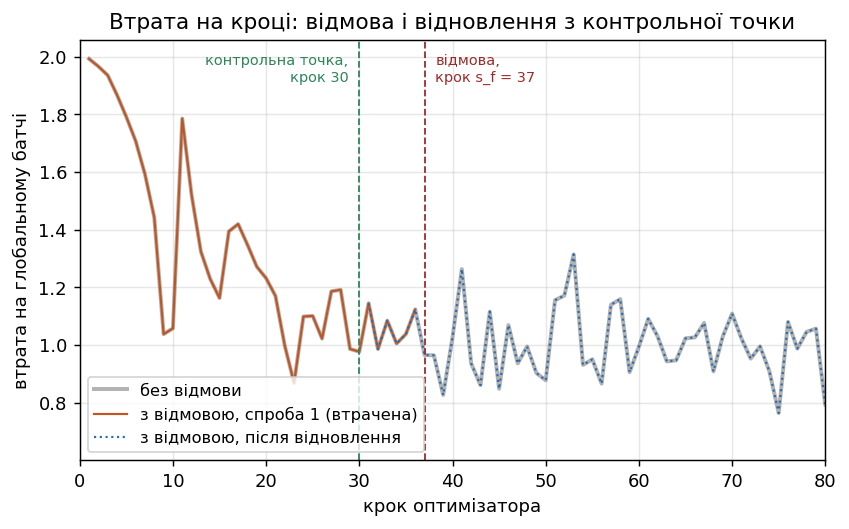 Втрата на кроці: відмова і відновлення з контрольної точки
контрольна точка,
крок 30
відмова,
крок s_f = 37
втрата на глобальному батчі
2.0
1.8
1.6
1.4
1.2
1.0
0.8
без відмови
з відмовою, спроба 1 (втрачена)
з відмовою, після відновлення
0 10 20 30 40 50 60 70 80
крок оптимізатора